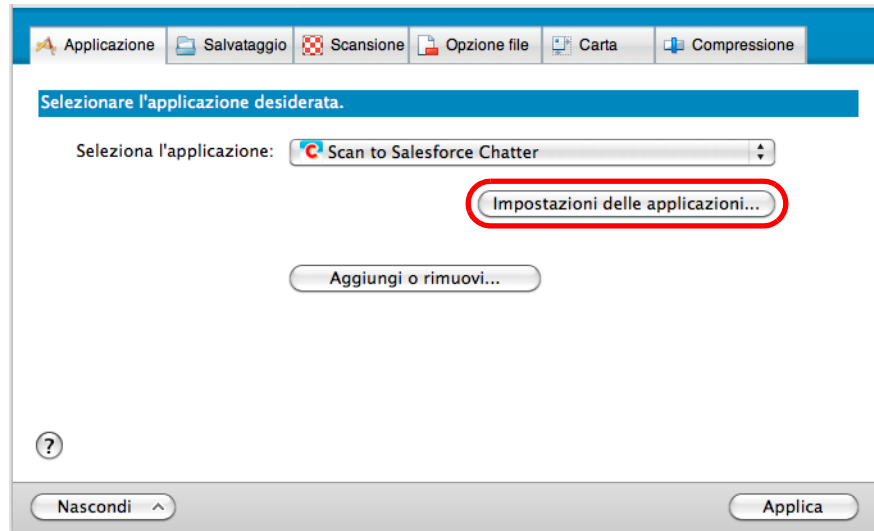 Applicazione Salvataggio Scansione Opzione file Carta Compressione
Selezionare l'applicazione desiderata.
Seleziona l'applicazione: Scan to Salesforce Chatter
Impostazioni delle applicazioni...
Aggiungi o rimuovi...
?
Nascondi Applica